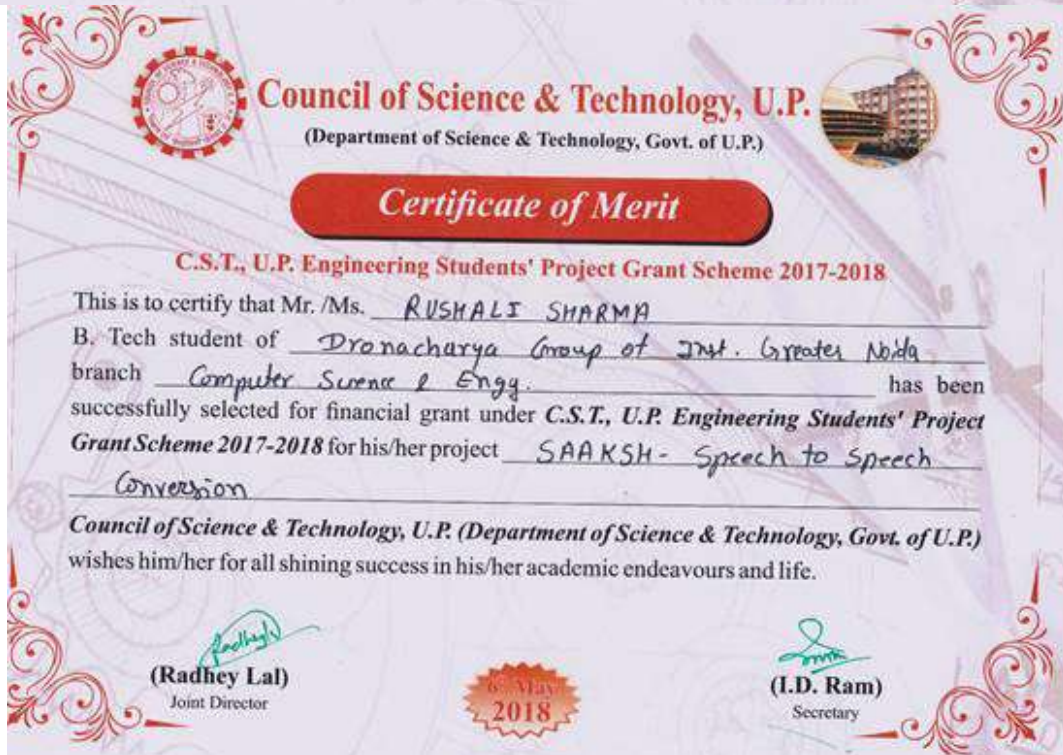 Council of Science & Technology, U.P.
(Department of Science & Technology, Govt. of U.P.)
Certificate of Merit
C.S.T., U.P. Engineering Students' Project Grant Scheme 2017-2018
This is to certify that Mr. /Ms. RUSHALI SHARMA
B. Tech student of Dronacharya Group of Inst. Greater Noida
branch Computer Science & Engg. has been
successfully selected for financial grant under C.S.T., U.P. Engineering Students' Project
Grant Scheme 2017-2018 for his/her project SAAKSH- Speech to Speech
Conversion
Council of Science & Technology, U.P. (Department of Science & Technology, Govt. of U.P.)
wishes him/her for all shining success in his/her academic endeavours and life.
(Radhey Lal)
Joint Director
6th May
2018
(I.D. Ram)
Secretary